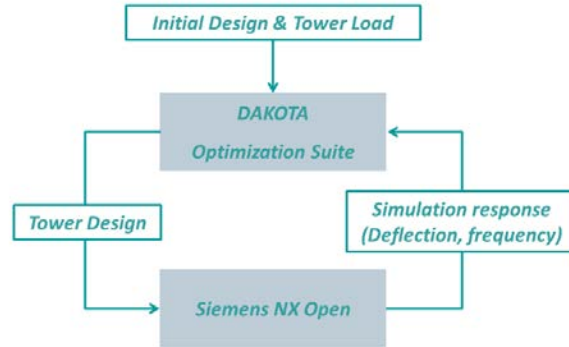 Initial Design & Tower Load
DAKOTA
Optimization Suite
Tower Design
Simulation response
(Deflection, frequency)
Siemens NX Open